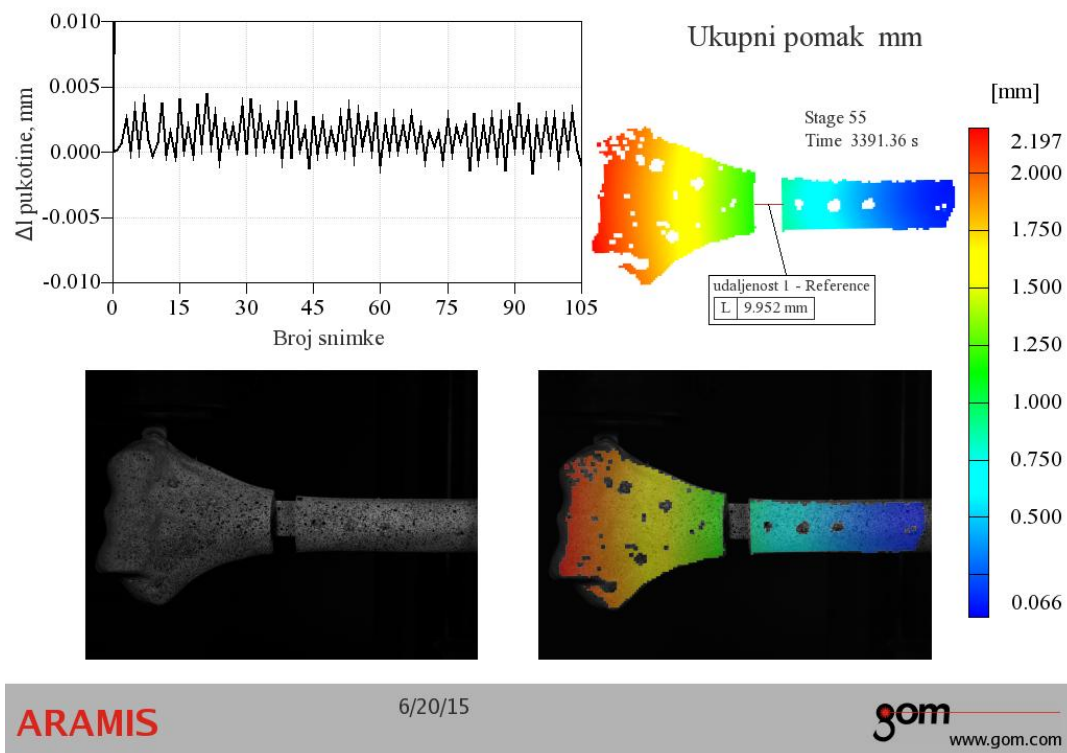 Ukupni pomak mm
0.010
0.005
0.000
-0.005
-0.010
Δl pukotine, mm
0 15 30 45 60 75 90 105
Broj snimke
Stage 55
Time 3391.36 s
udaljenost 1 - Reference
L 9.952 mm
[mm]
2.197
2.000
1.750
1.500
1.250
1.000
0.750
0.500
0.066
ARAMIS
6/20/15
gom
www.gom.com